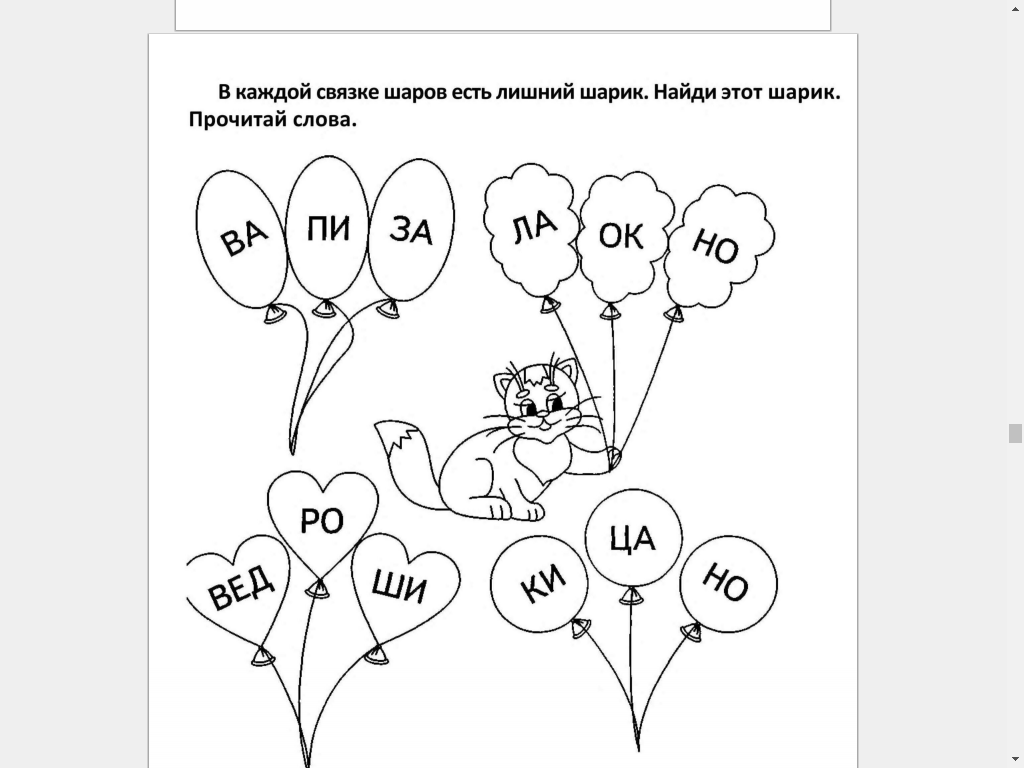 В каждой связке шаров есть лишний шарик. Найди этот шарик.
Прочитай слова.
ВА ПИ ЗА
ЛА ОК НО
РО
ВЕД ШИ
ЦА
КИ НО